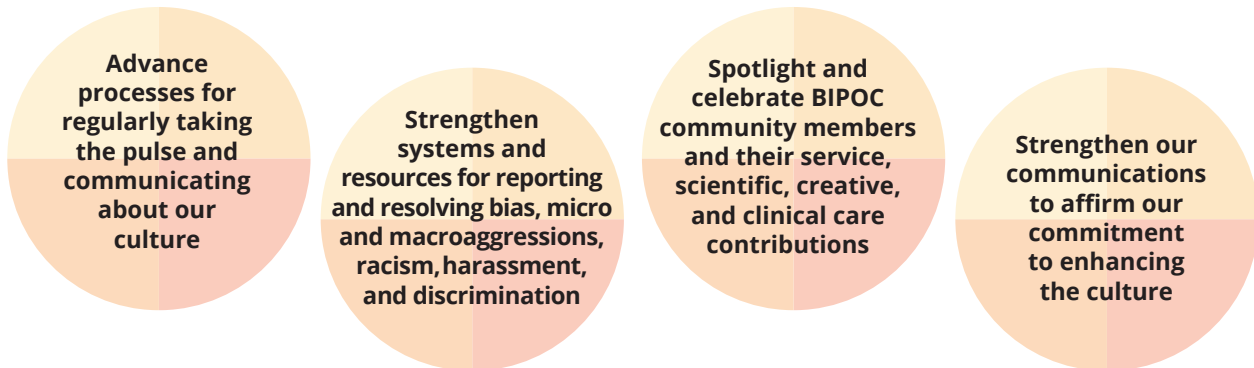 Advance
processes for
regularly taking
the pulse and
communicating
about our
culture
Strengthen
systems and
resources for reporting
and resolving bias, micro
and macroaggressions,
racism, harassment,
and discrimination
Spotlight and
celebrate BIPOC
community members
and their service,
scientific, creative,
and clinical care
contributions
Strengthen our
communications
to affirm our
commitment
to enhancing
the culture